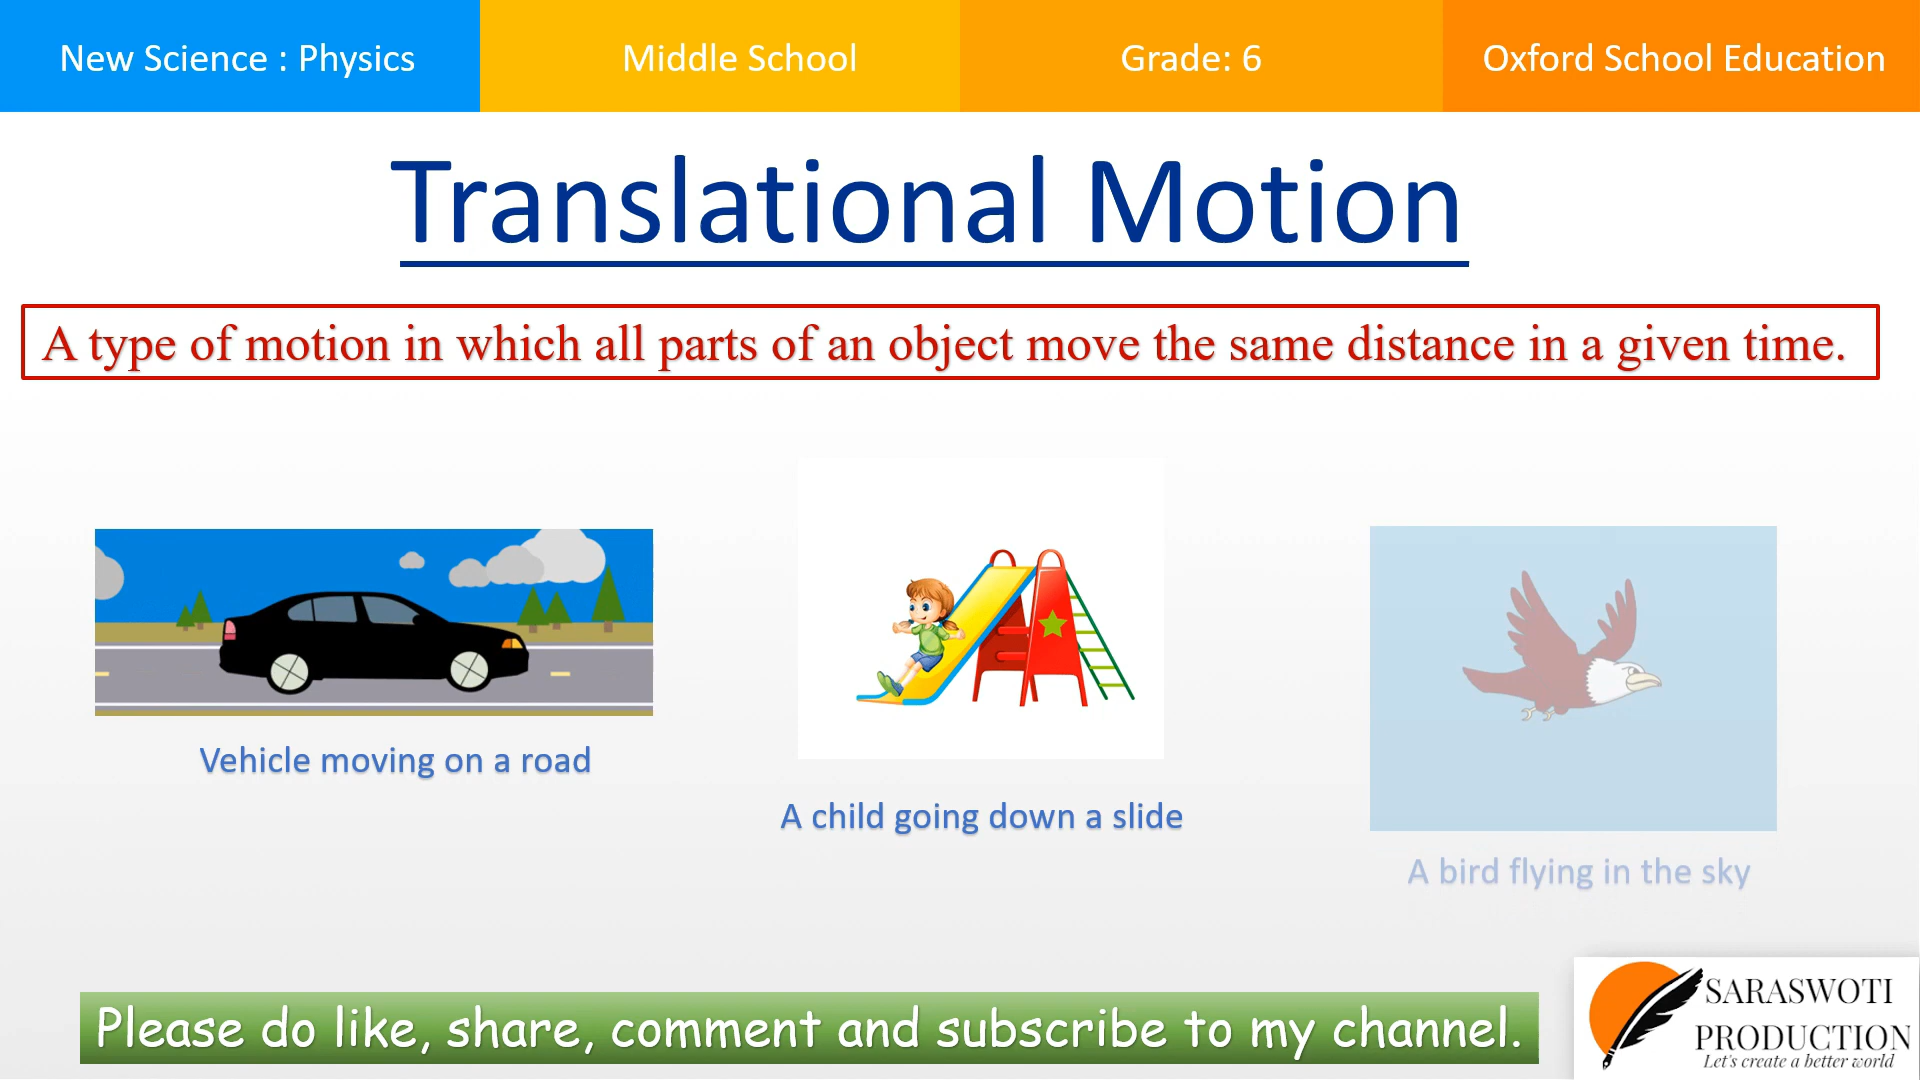 New Science : Physics
Middle School
Grade: 6
Oxford School Education
Translational Motion
A type of motion in which all parts of an object move the same distance in a given time.
Vehicle moving on a road
A child going down a slide
A bird flying in the sky
Please do like, share, comment and subscribe to my channel.
SARASWOTI
PRODUCTION
Let's create a better world